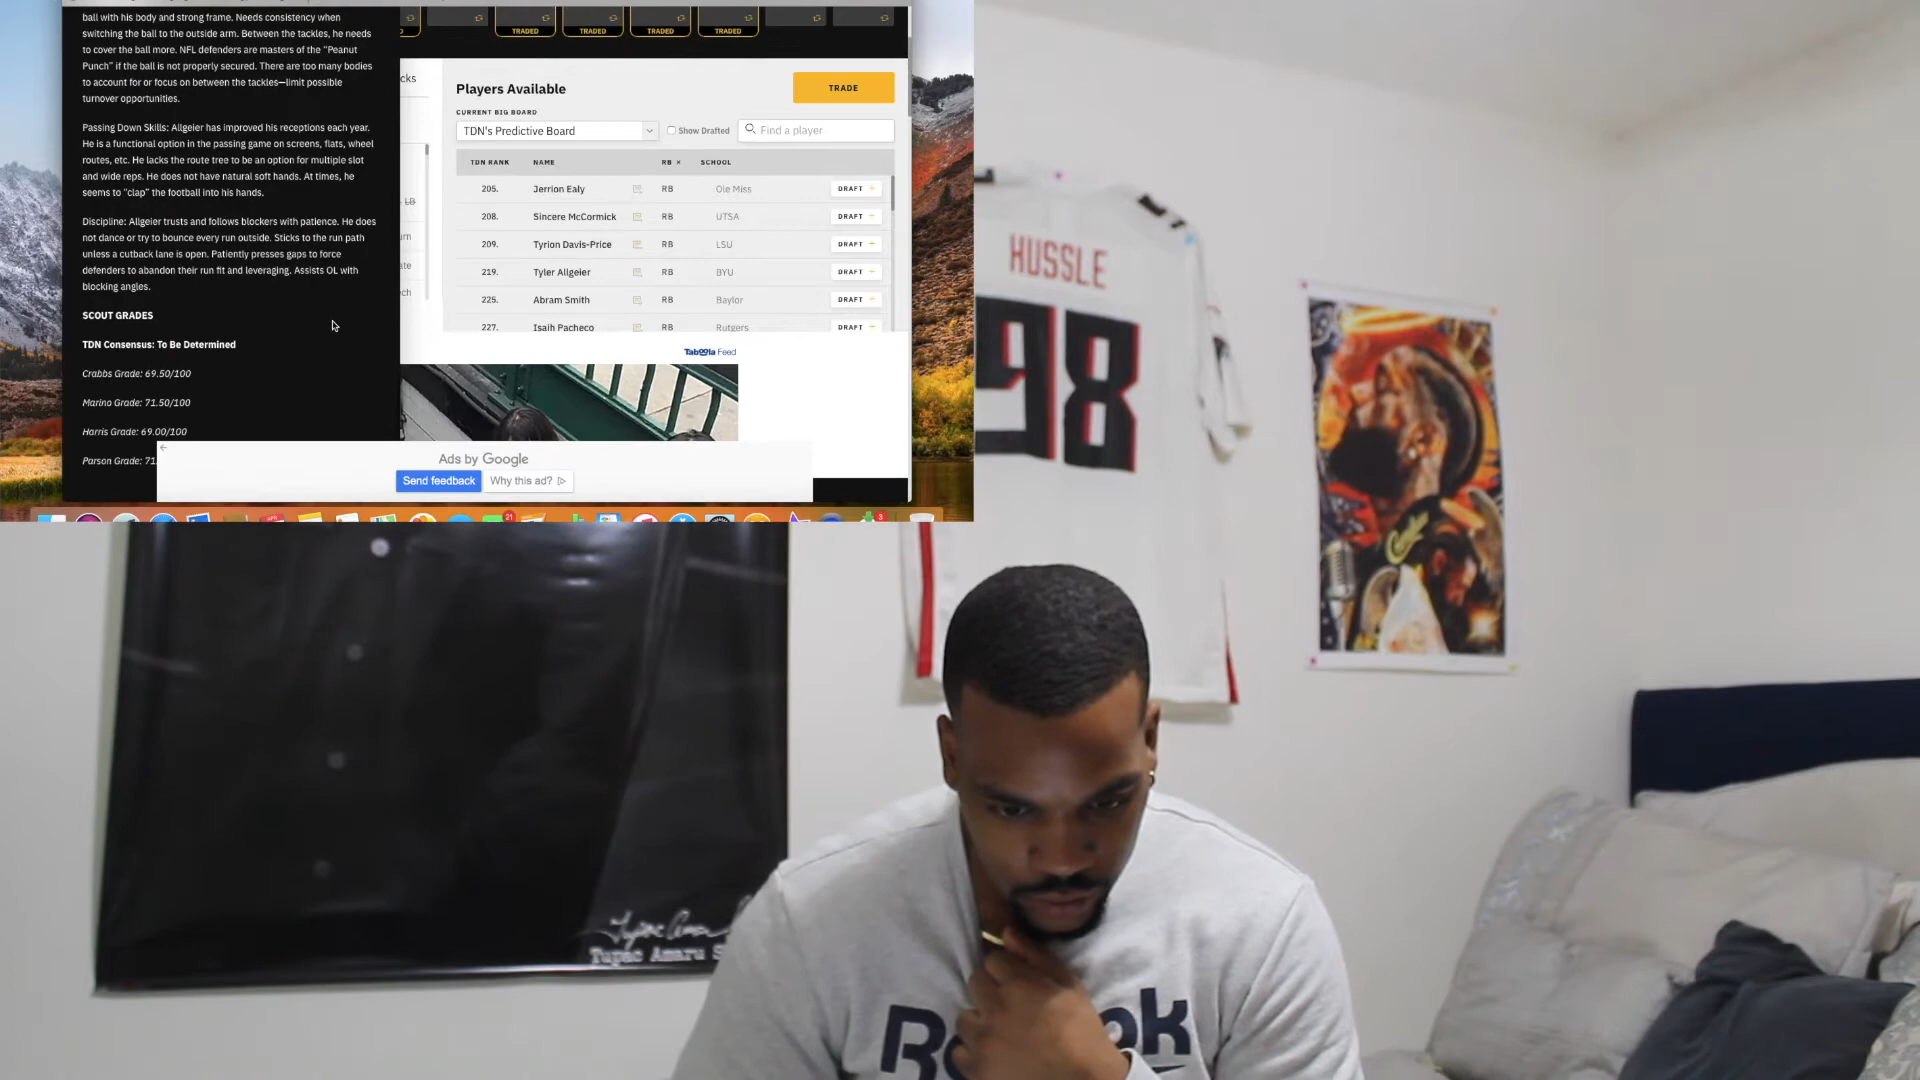 ball with his body and strong frame. Needs consistency when
switching the ball to the outside arm. Between the tackles, he needs
to cover the ball more. NFL defenders are masters of the “Peanut
Punch” if the ball is not properly secured. There are too many bodies
to account for or focus on between the tackles—limit possible
turnover opportunities.
Passing Down Skills: Allgeier has improved his receptions each year.
He is a functional option in the passing game on screens, flats, wheel
routes, etc. He lacks the route tree to be an option for multiple slot
and wide reps. He does not have natural soft hands. At times, he
seems to “clap” the football into his hands.
Discipline: Allgeier trusts and follows blockers with patience. He does
not dance or try to bounce every run outside. Sticks to the run path
unless a cutback lane is open. Patiently presses gaps to force
defenders to abandon their run fit and leveraging. Assists OL with
blocking angles.
SCOUT GRADES
TDN Consensus: To Be Determined
Crabbs Grade: 69.50/100
Marino Grade: 71.50/100
Harris Grade: 69.00/100
Parson Grade: 71.
TRADED TRADED TRADED TRADED
cks
LB
urn
ate
ech
Players Available
TRADE
CURRENT BIG BOARD
TDN's Predictive Board
Show Drafted
Find a player
TDN RANK NAME RB × SCHOOL
205. Jerrion Ealy RB Ole Miss DRAFT +
208. Sincere McCormick RB UTSA DRAFT +
209. Tyrion Davis-Price RB LSU DRAFT +
219. Tyler Allgeier RB BYU DRAFT +
225. Abram Smith RB Baylor DRAFT +
227. Isaih Pacheco RB Rutgers DRAFT +
Taboola Feed
Ads by Google
Send feedback
Why this ad?
21
3
HUSSLE
98
Tupac Amaru S